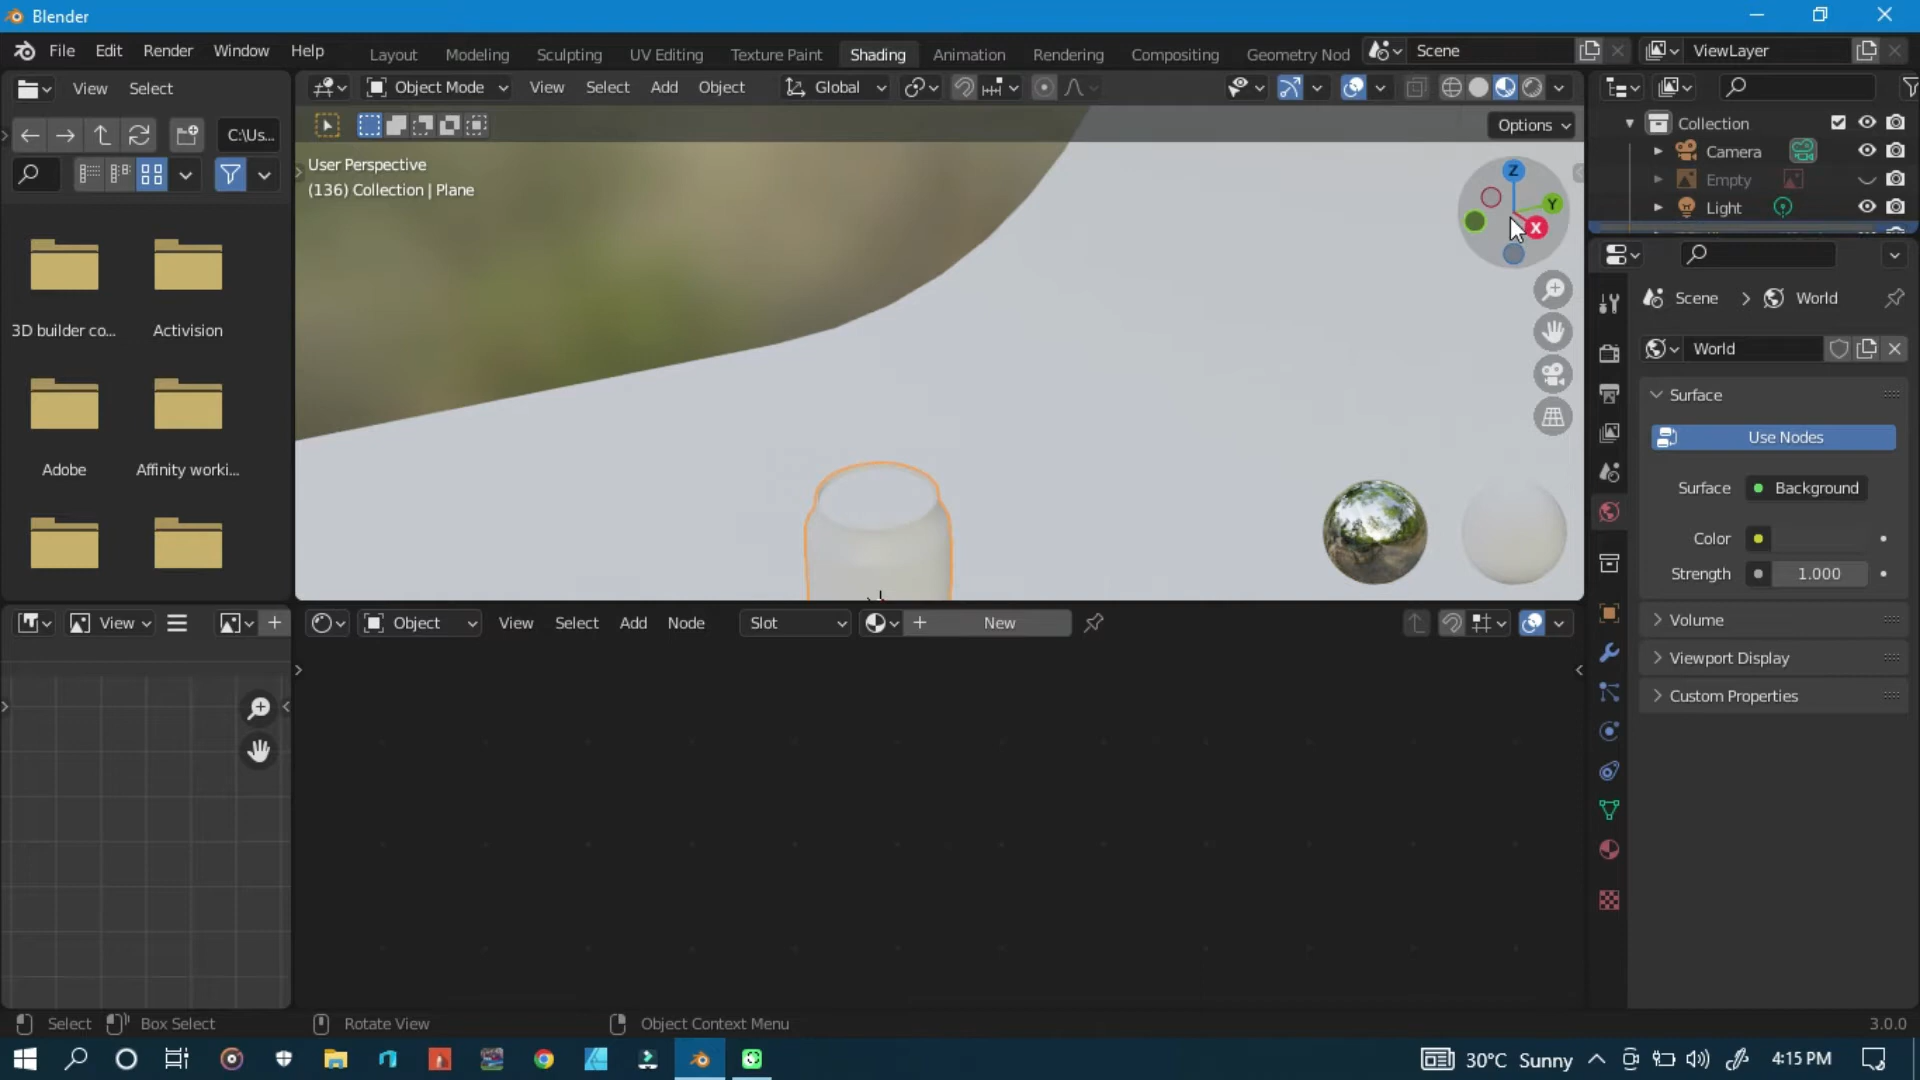 Blender
File Edit Render Window Help Layout Modeling Sculpting UV Editing Texture Paint Shading Animation Rendering Compositing Geometry Nod Scene ViewLayer
View Select Object Mode View Select Add Object Global
C:\Us...
Options
User Perspective
(136) Collection | Plane
Z
Y
X
3D builder co... Activision
Adobe Affinity worki...
Collection
Camera
Empty
Light
Scene > World
World
Surface
Use Nodes
Surface Background
Color
Strength 1.000
Volume
Viewport Display
Custom Properties
View Object View Select Add Node Slot New
Select Box Select Rotate View Object Context Menu 3.0.0
30°C Sunny 4:15 PM